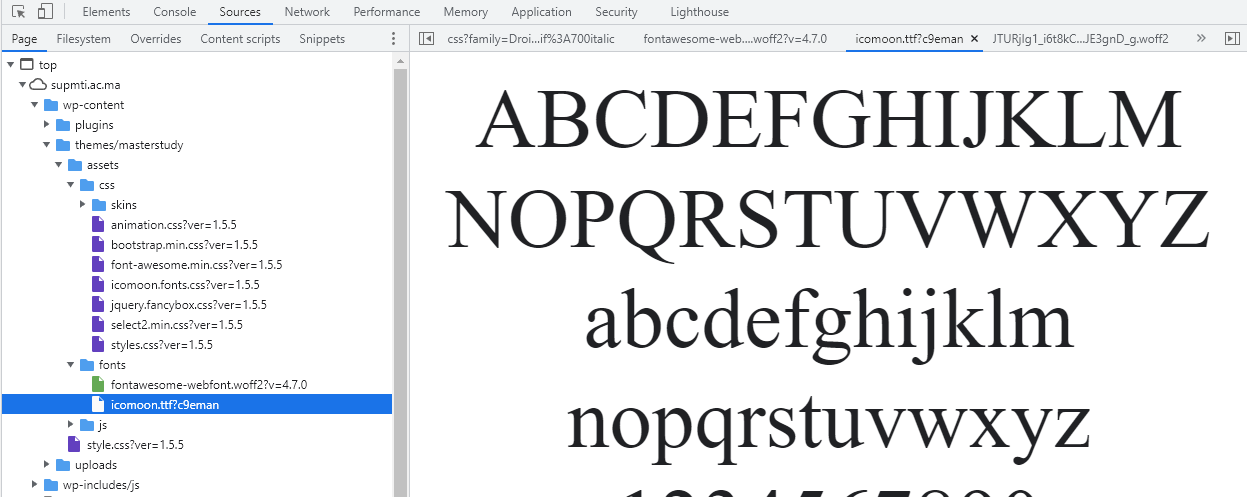 Elements Console Sources Network Performance Memory Application Security Lighthouse
Page Filesystem Overrides Content scripts Snippets
css?family=Droi...if%3A700italic fontawesome-web....woff2?v=4.7.0 icomoon.ttf?c9eman × JTURjIg1_i6t8kC...JE3gnD_g.woff2 »
top
supmti.ac.ma
wp-content
plugins
themes/masterstudy
assets
css
skins
animation.css?ver=1.5.5
bootstrap.min.css?ver=1.5.5
font-awesome.min.css?ver=1.5.5
icomoon.fonts.css?ver=1.5.5
jquery.fancybox.css?ver=1.5.5
select2.min.css?ver=1.5.5
styles.css?ver=1.5.5
fonts
fontawesome-webfont.woff2?v=4.7.0
icomoon.ttf?c9eman
js
style.css?ver=1.5.5
uploads
wp-includes/js
ABCDEFGHIJKLM
NOPQRSTUVWXYZ
abcdefghijklm
nopqrstuvwxyz
1234567890